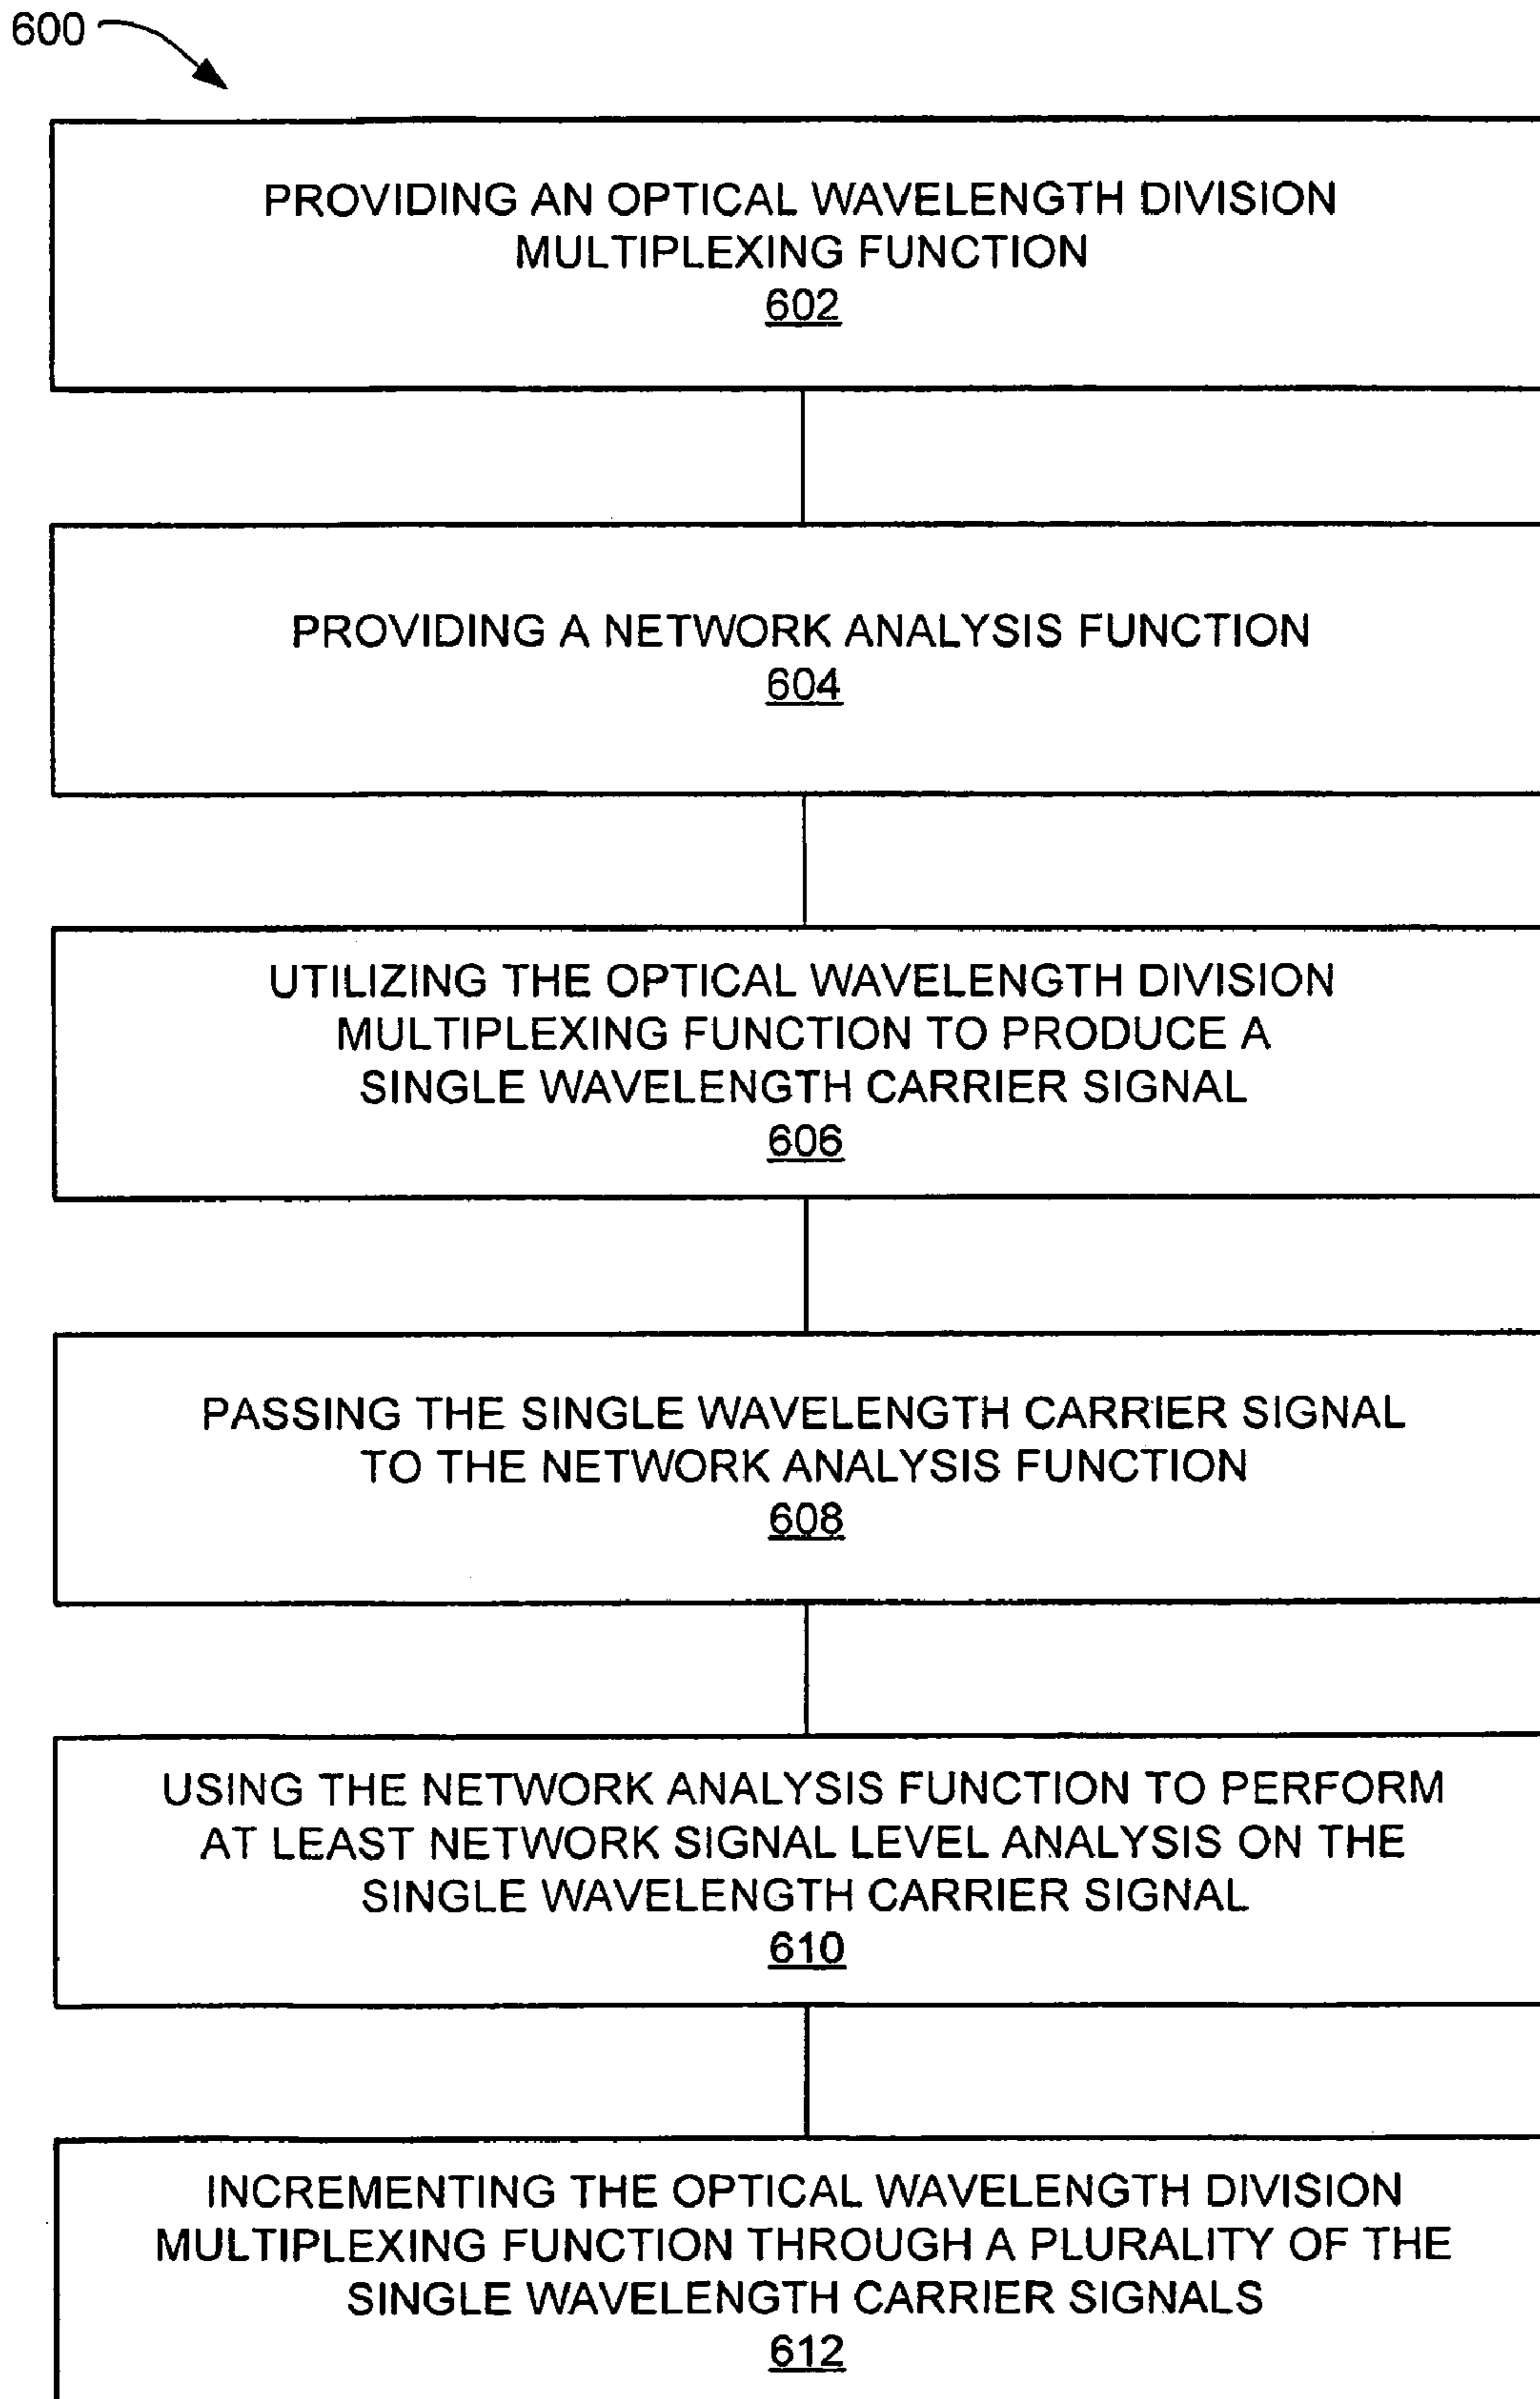 600
PROVIDING AN OPTICAL WAVELENGTH DIVISION
MULTIPLEXING FUNCTION
602
PROVIDING A NETWORK ANALYSIS FUNCTION
604
UTILIZING THE OPTICAL WAVELENGTH DIVISION
MULTIPLEXING FUNCTION TO PRODUCE A
SINGLE WAVELENGTH CARRIER SIGNAL
606
PASSING THE SINGLE WAVELENGTH CARRIER SIGNAL
TO THE NETWORK ANALYSIS FUNCTION
608
USING THE NETWORK ANALYSIS FUNCTION TO PERFORM
AT LEAST NETWORK SIGNAL LEVEL ANALYSIS ON THE
SINGLE WAVELENGTH CARRIER SIGNAL
610
INCREMENTING THE OPTICAL WAVELENGTH DIVISION
MULTIPLEXING FUNCTION THROUGH A PLURALITY OF THE
SINGLE WAVELENGTH CARRIER SIGNALS
612